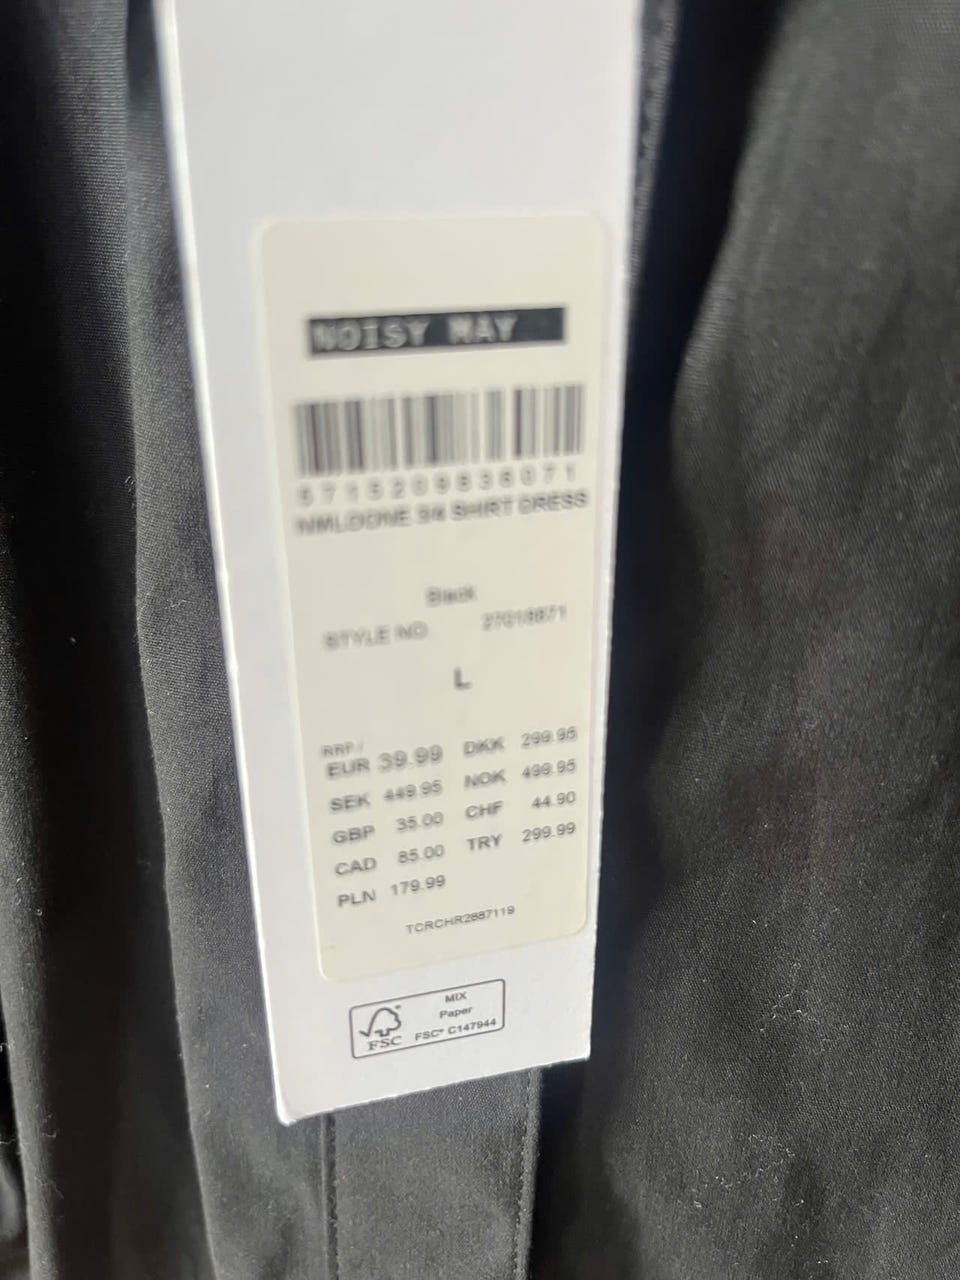 NOISY MAY
5715209838071
NMLOONE 3/4 SHIRT DRESS
Black
STYLE NO 27018871
L
RRP /
EUR 39.99 DKK 299.95
SEK 449.95 NOK 499.95
GBP 35.00 CHF 44.90
CAD 85.00 TRY 299.99
PLN 179.99
TCRCHR2887119
MIX
Paper
FSC FSC® C147944